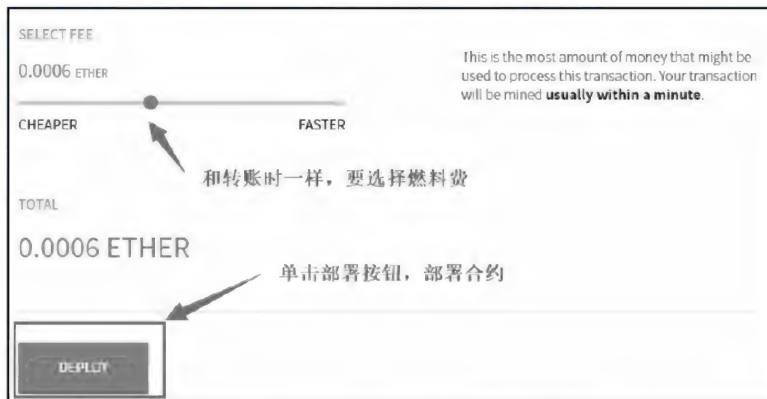 SELECT FEE
0.0006 ETHER
This is the most amount of money that might be
used to process this transaction. Your transaction
will be mined usually within a minute.
CHEAPER
FASTER
和转账时一样，要选择燃料费
TOTAL
0.0006 ETHER
单击部署按钮，部署合约
DEPLOY